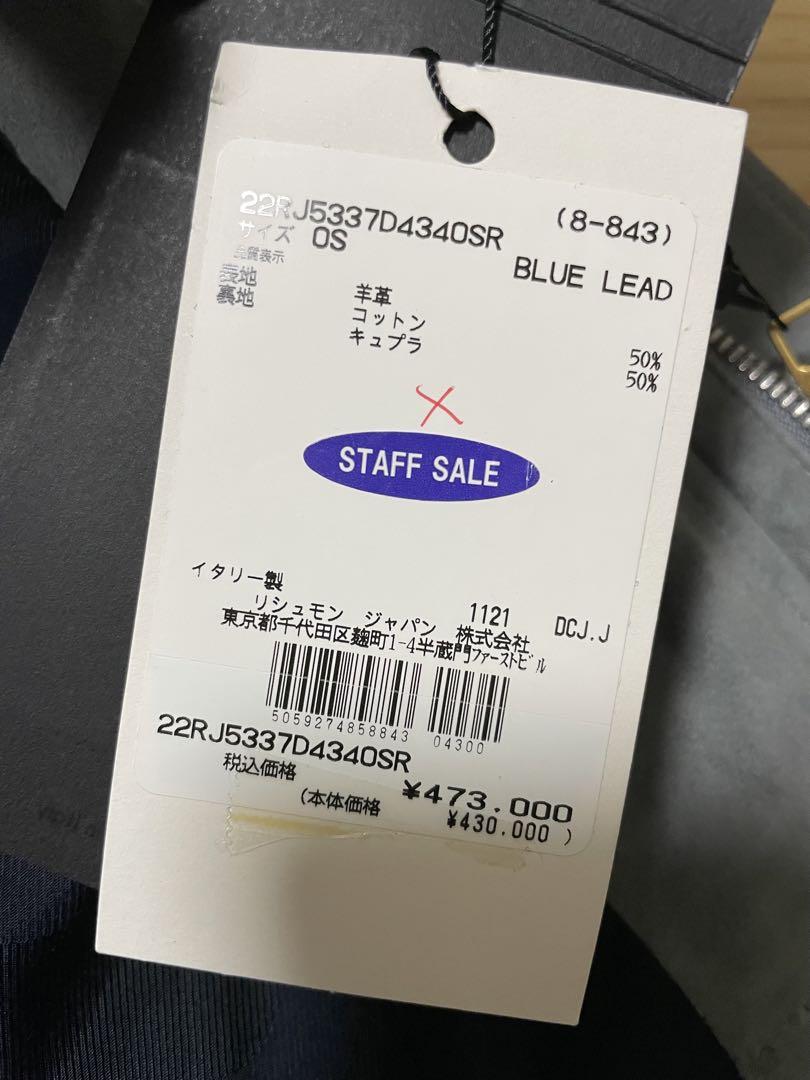 22RJ5337D4340SR (8-843)
サイズ 0S
BLUE LEAD
品質表示
表地 羊革
裏地 コットン 50%
キュプラ 50%
STAFF SALE
イタリー製
リシュモン ジャパン 株式会社 1121 DCJ.J
東京都千代田区麹町1-4半蔵門ファーストビル
5059274858843 04300
22RJ5337D4340SR
税込価格 ¥473.000
(本体価格 ¥430.000 )